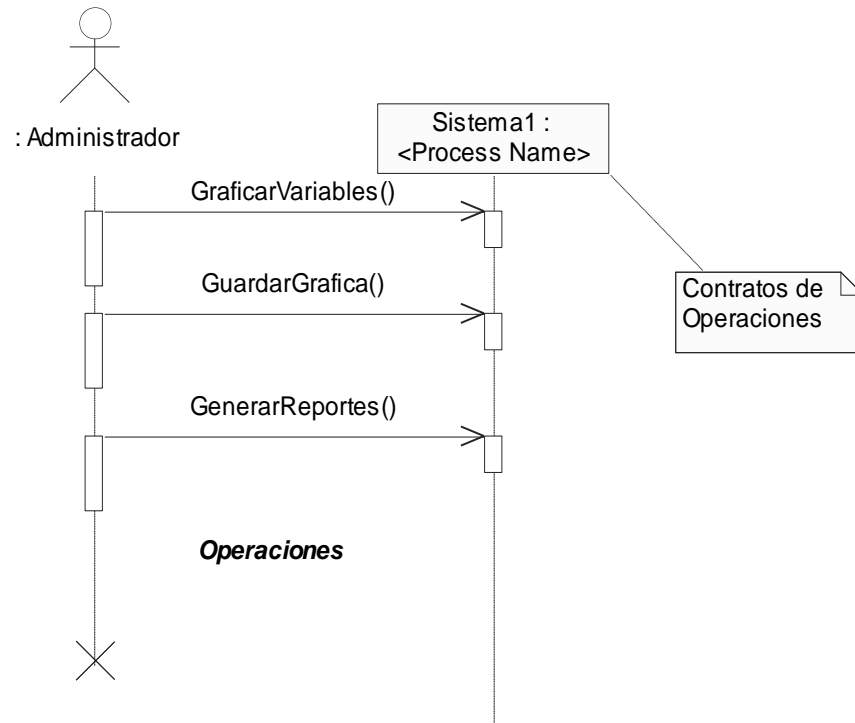 : Administrador
Sistema1 :
<Process Name>
GraficarVariables()
GuardarGrafica()
Contratos de
Operaciones
GenerarReportes()
Operaciones